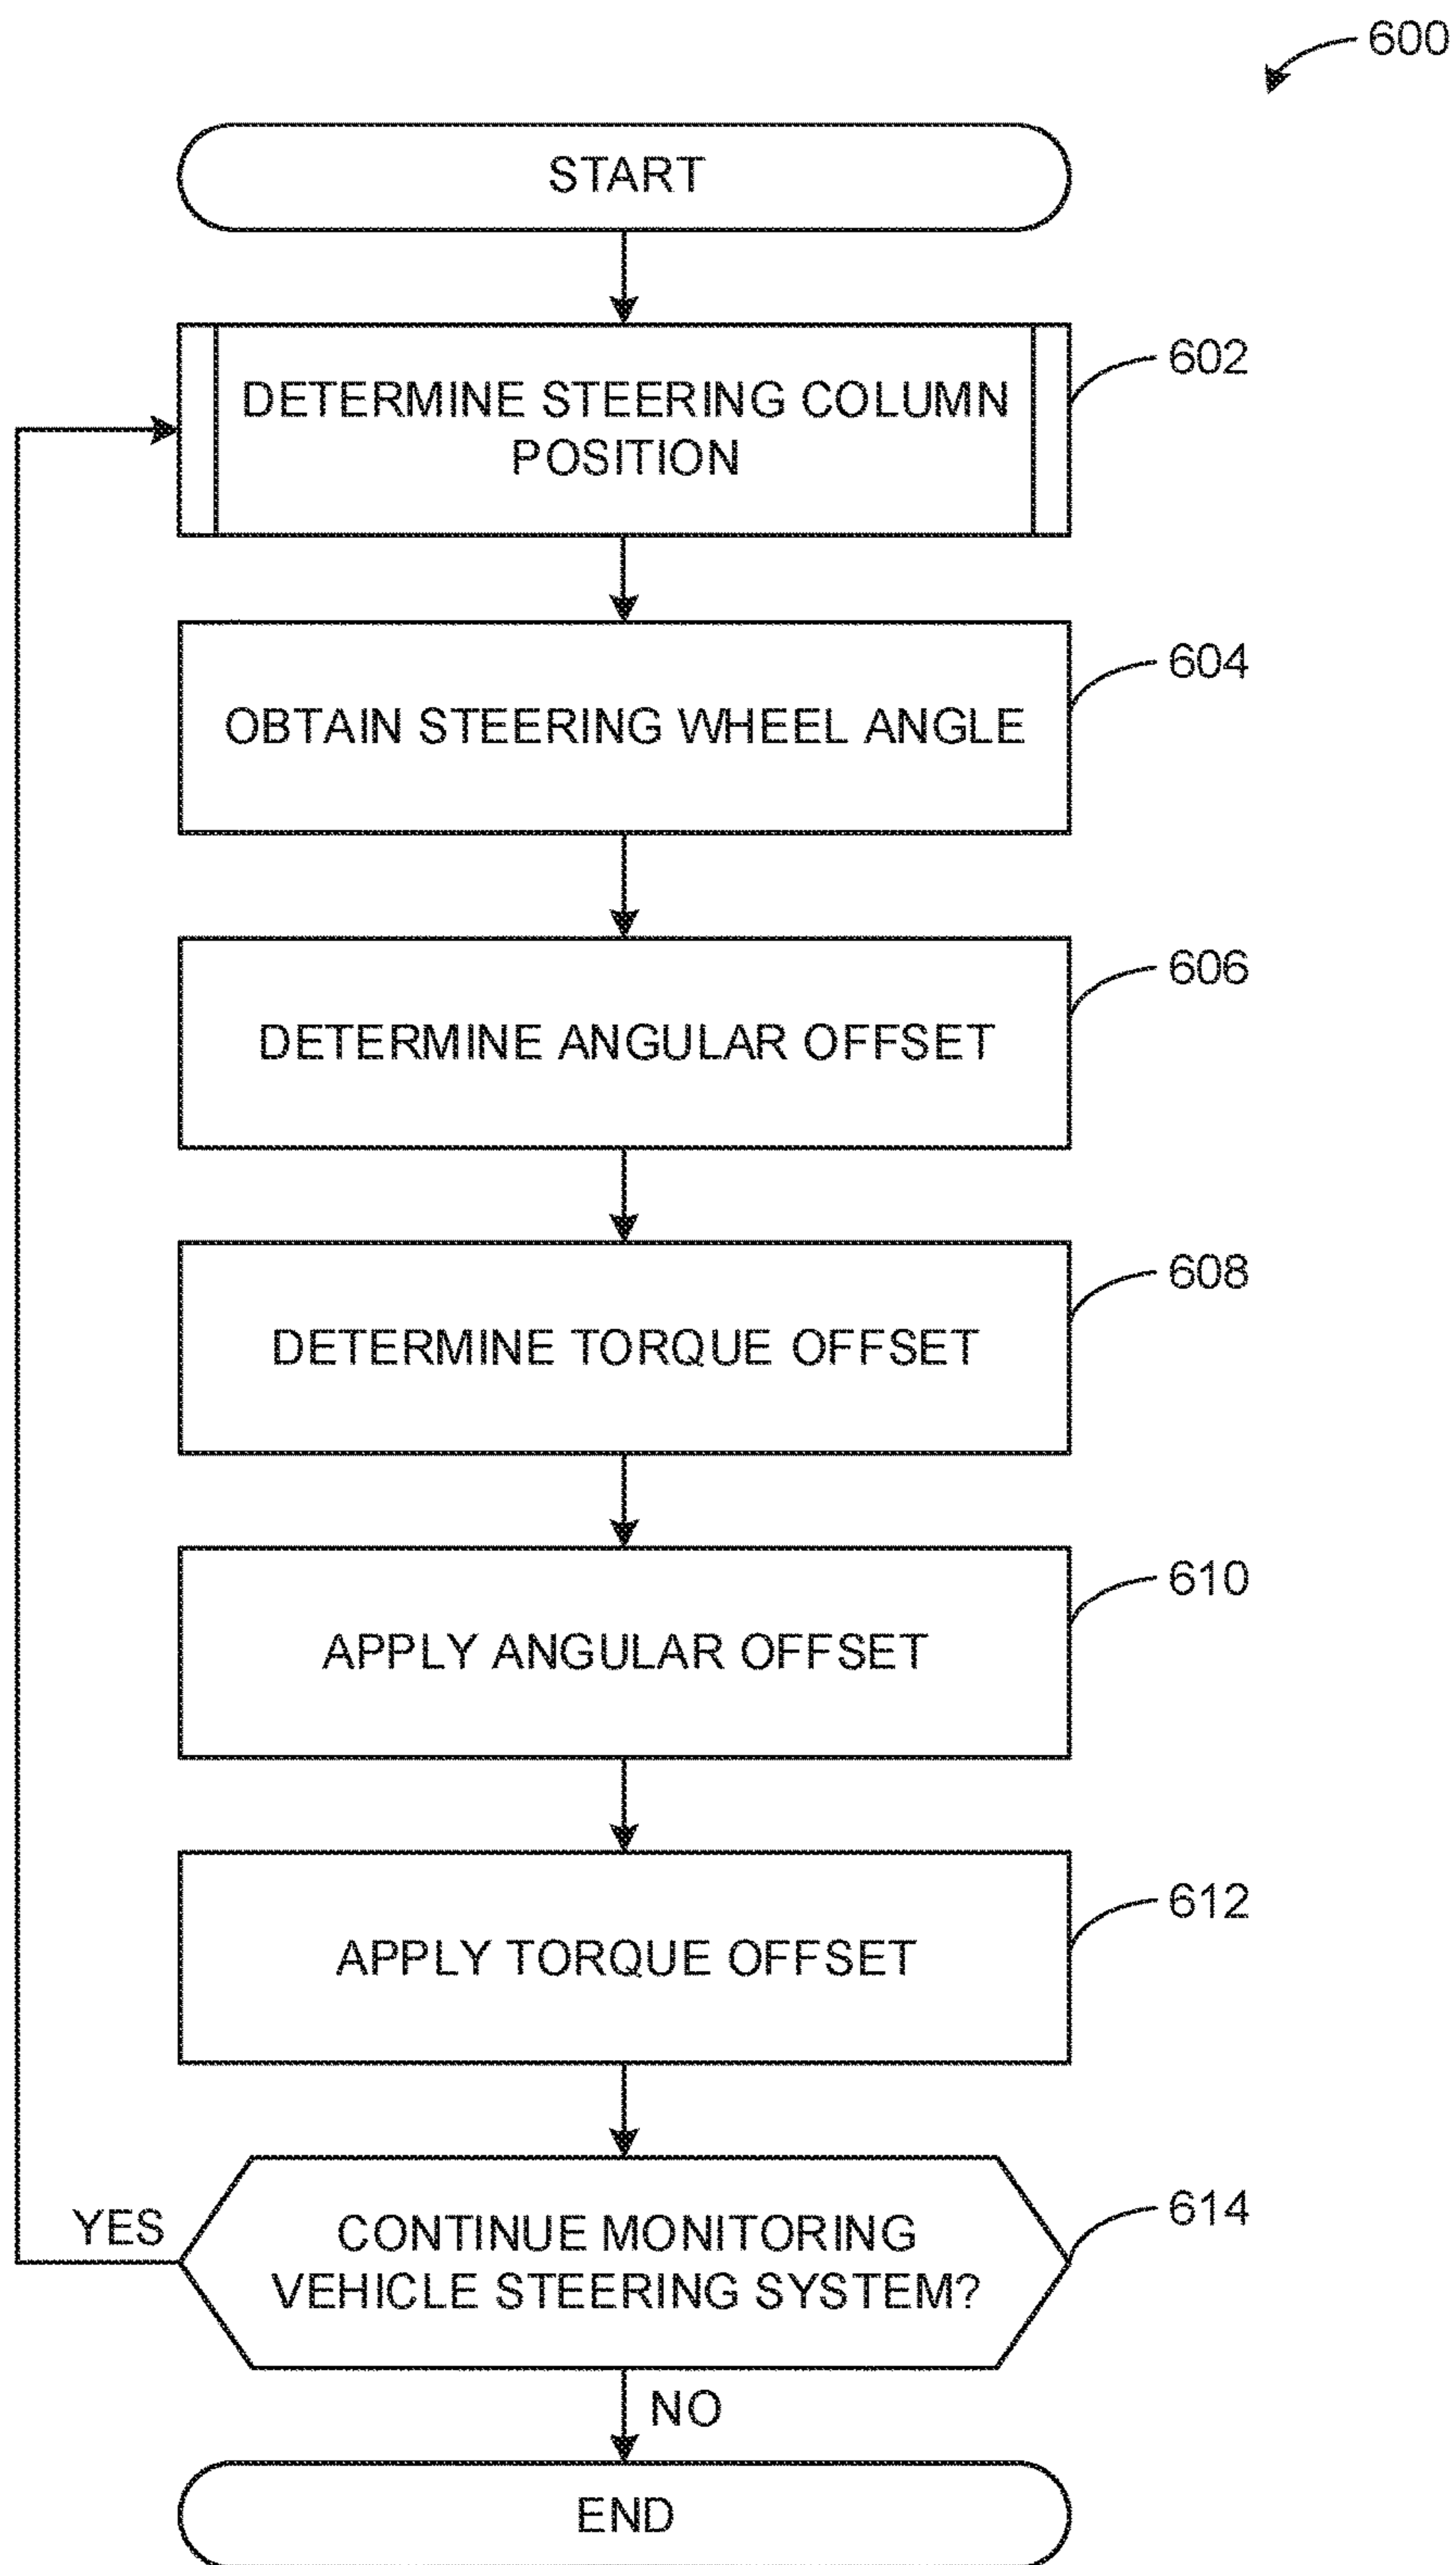 600
START
DETERMINE STEERING COLUMN
POSITION
602
OBTAIN STEERING WHEEL ANGLE
604
DETERMINE ANGULAR OFFSET
606
DETERMINE TORQUE OFFSET
608
APPLY ANGULAR OFFSET
610
APPLY TORQUE OFFSET
612
YES
CONTINUE MONITORING
VEHICLE STEERING SYSTEM?
614
NO
END